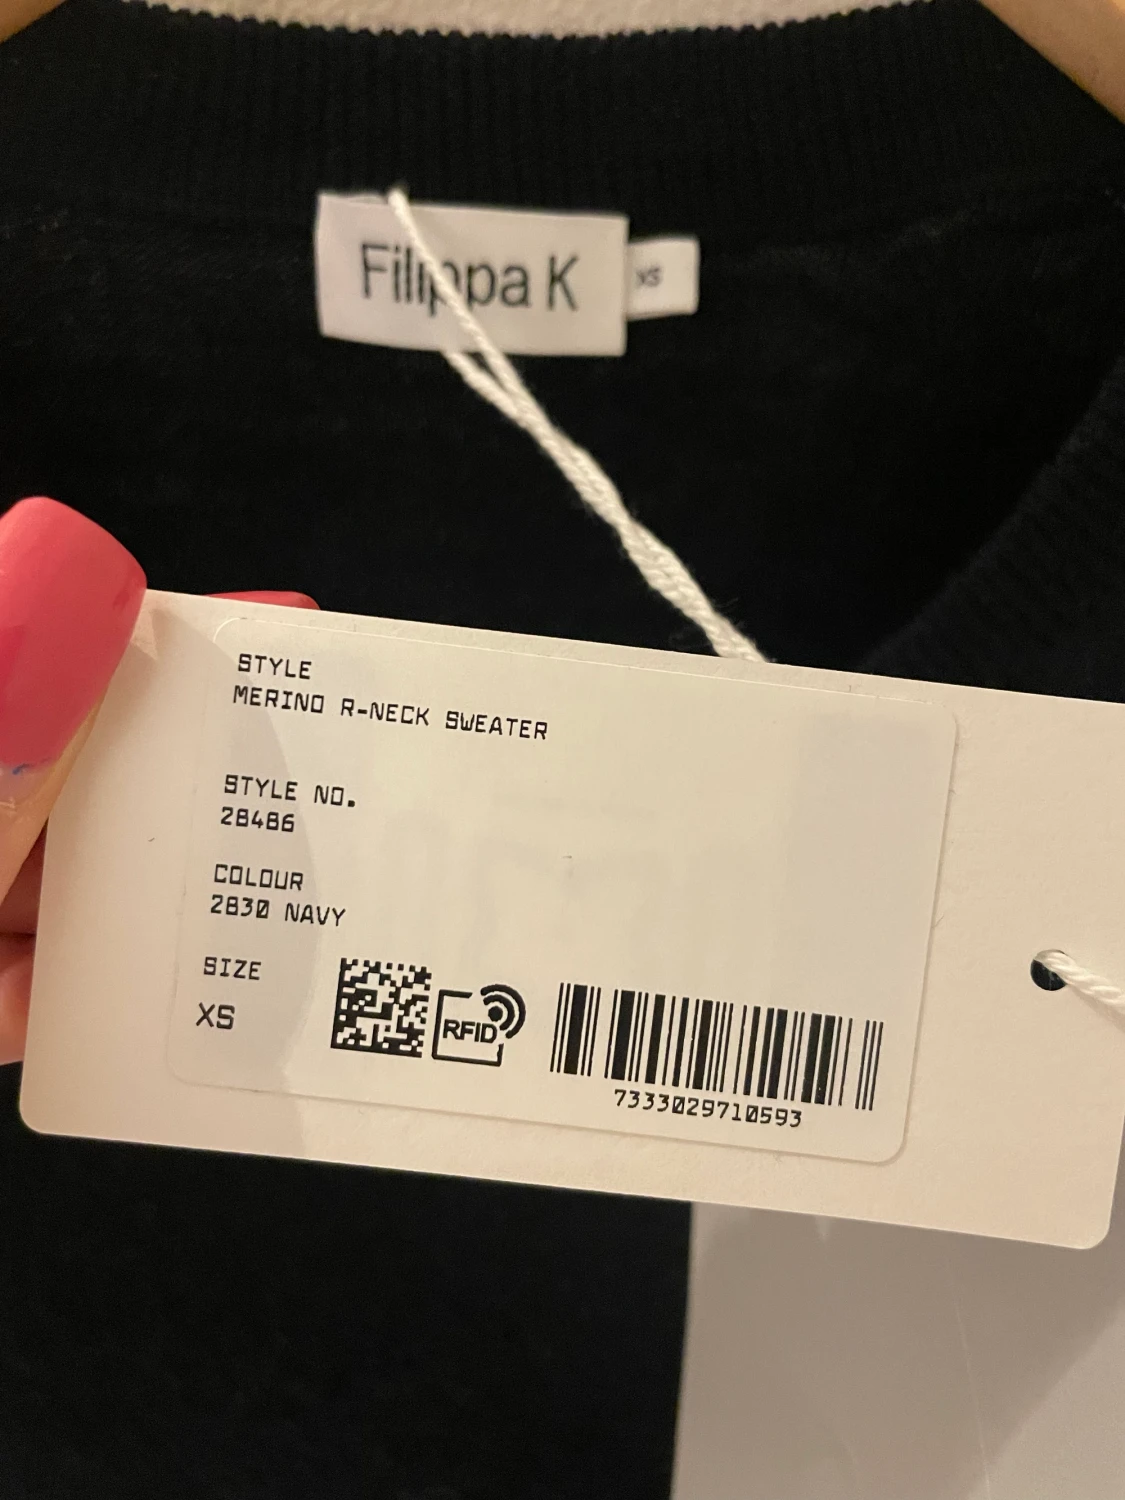 Filippa K
XS
STYLE
MERINO R-NECK SWEATER
STYLE NO.
28486
COLOUR
2830 NAVY
SIZE
XS
RFID
7333029710593